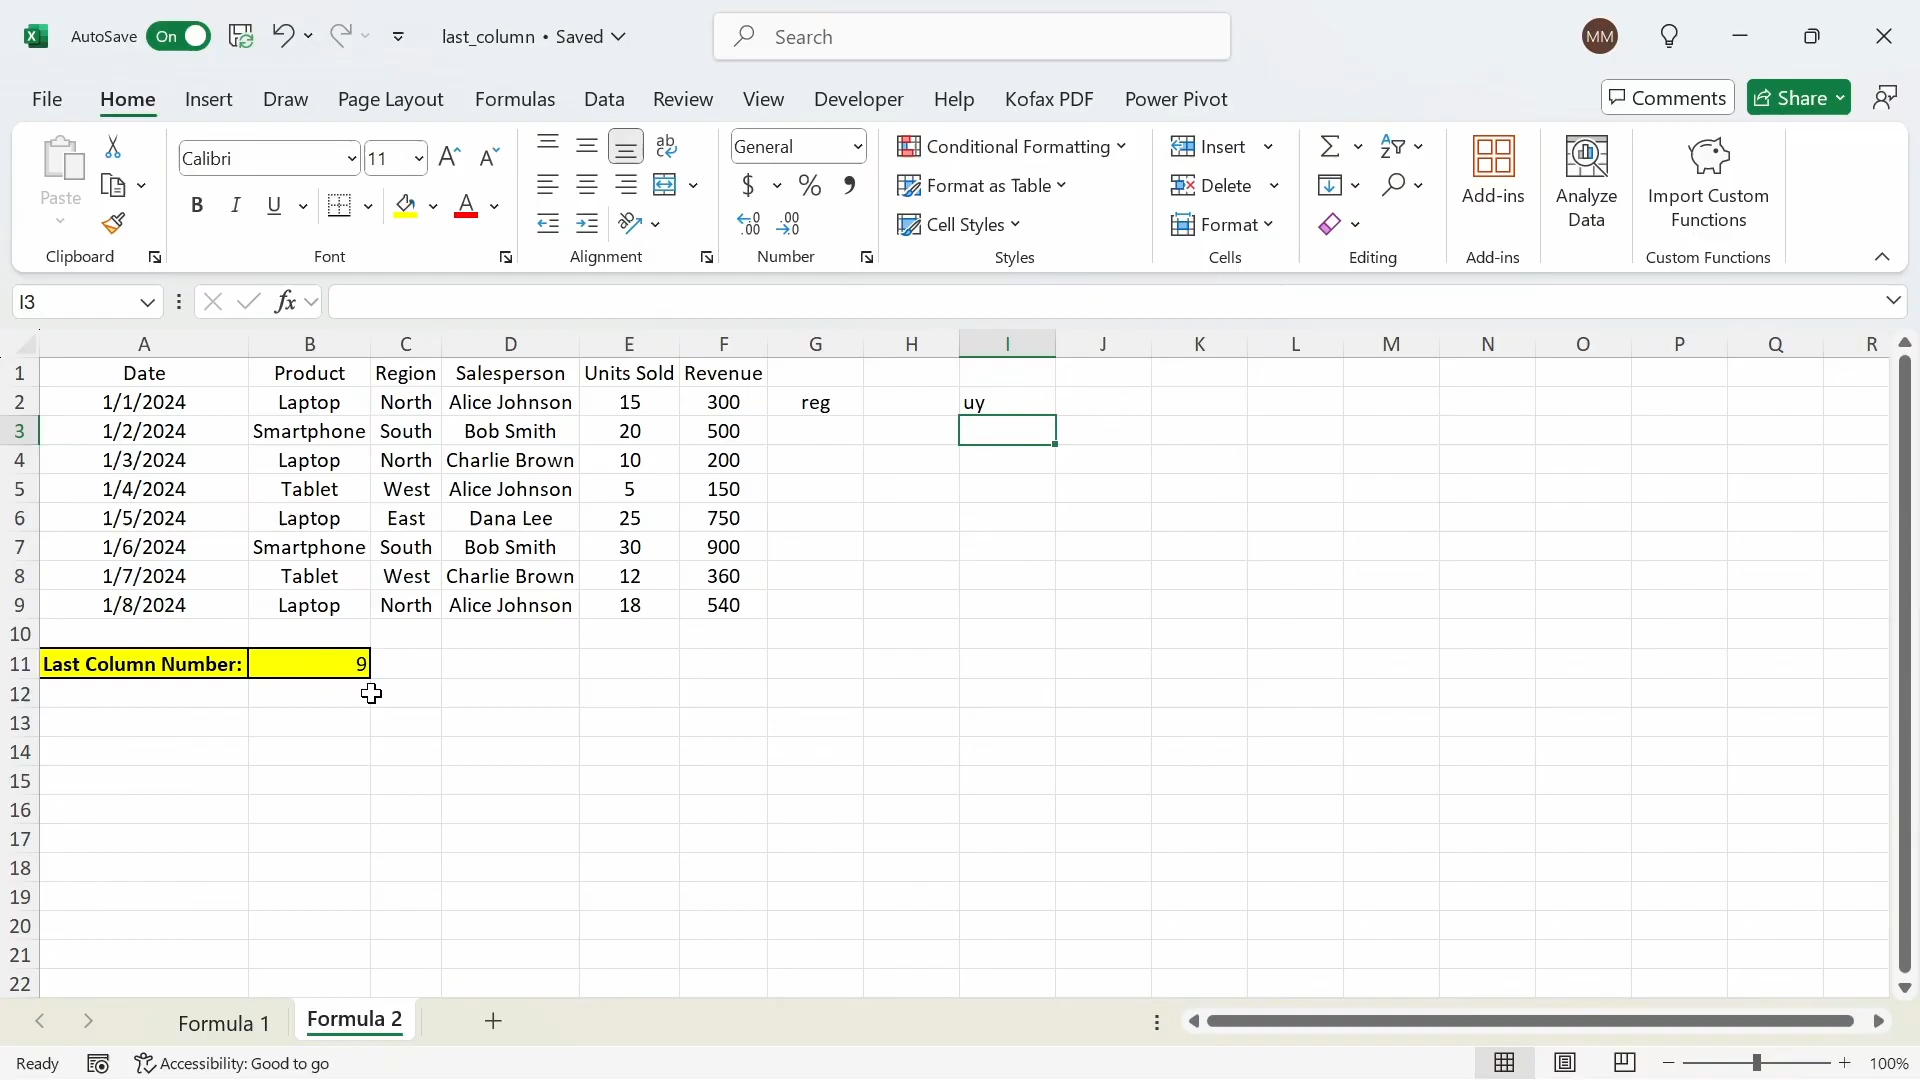 AutoSave On last_column • Saved Search MM
File Home Insert Draw Page Layout Formulas Data Review View Developer Help Kofax PDF Power Pivot Comments Share
Paste
Clipboard
Calibri 11
B I U
Font
ab
Alignment
General
$ % 9
Number
Conditional Formatting
Format as Table
Cell Styles
Styles
Insert
Delete
Format
Cells
Editing
Add-ins
Add-ins
Analyze
Data
Import Custom
Functions
Custom Functions
I3 fx
A B C D E F G H I J K L M N O P Q R
1 Date Product Region Salesperson Units Sold Revenue
2 1/1/2024 Laptop North Alice Johnson 15 300 reg uy
3 1/2/2024 Smartphone South Bob Smith 20 500
4 1/3/2024 Laptop North Charlie Brown 10 200
5 1/4/2024 Tablet West Alice Johnson 5 150
6 1/5/2024 Laptop East Dana Lee 25 750
7 1/6/2024 Smartphone South Bob Smith 30 900
8 1/7/2024 Tablet West Charlie Brown 12 360
9 1/8/2024 Laptop North Alice Johnson 18 540
10
11 Last Column Number: 9
12
13
14
15
16
17
18
19
20
21
22
Formula 1 Formula 2
Ready Accessibility: Good to go 100%